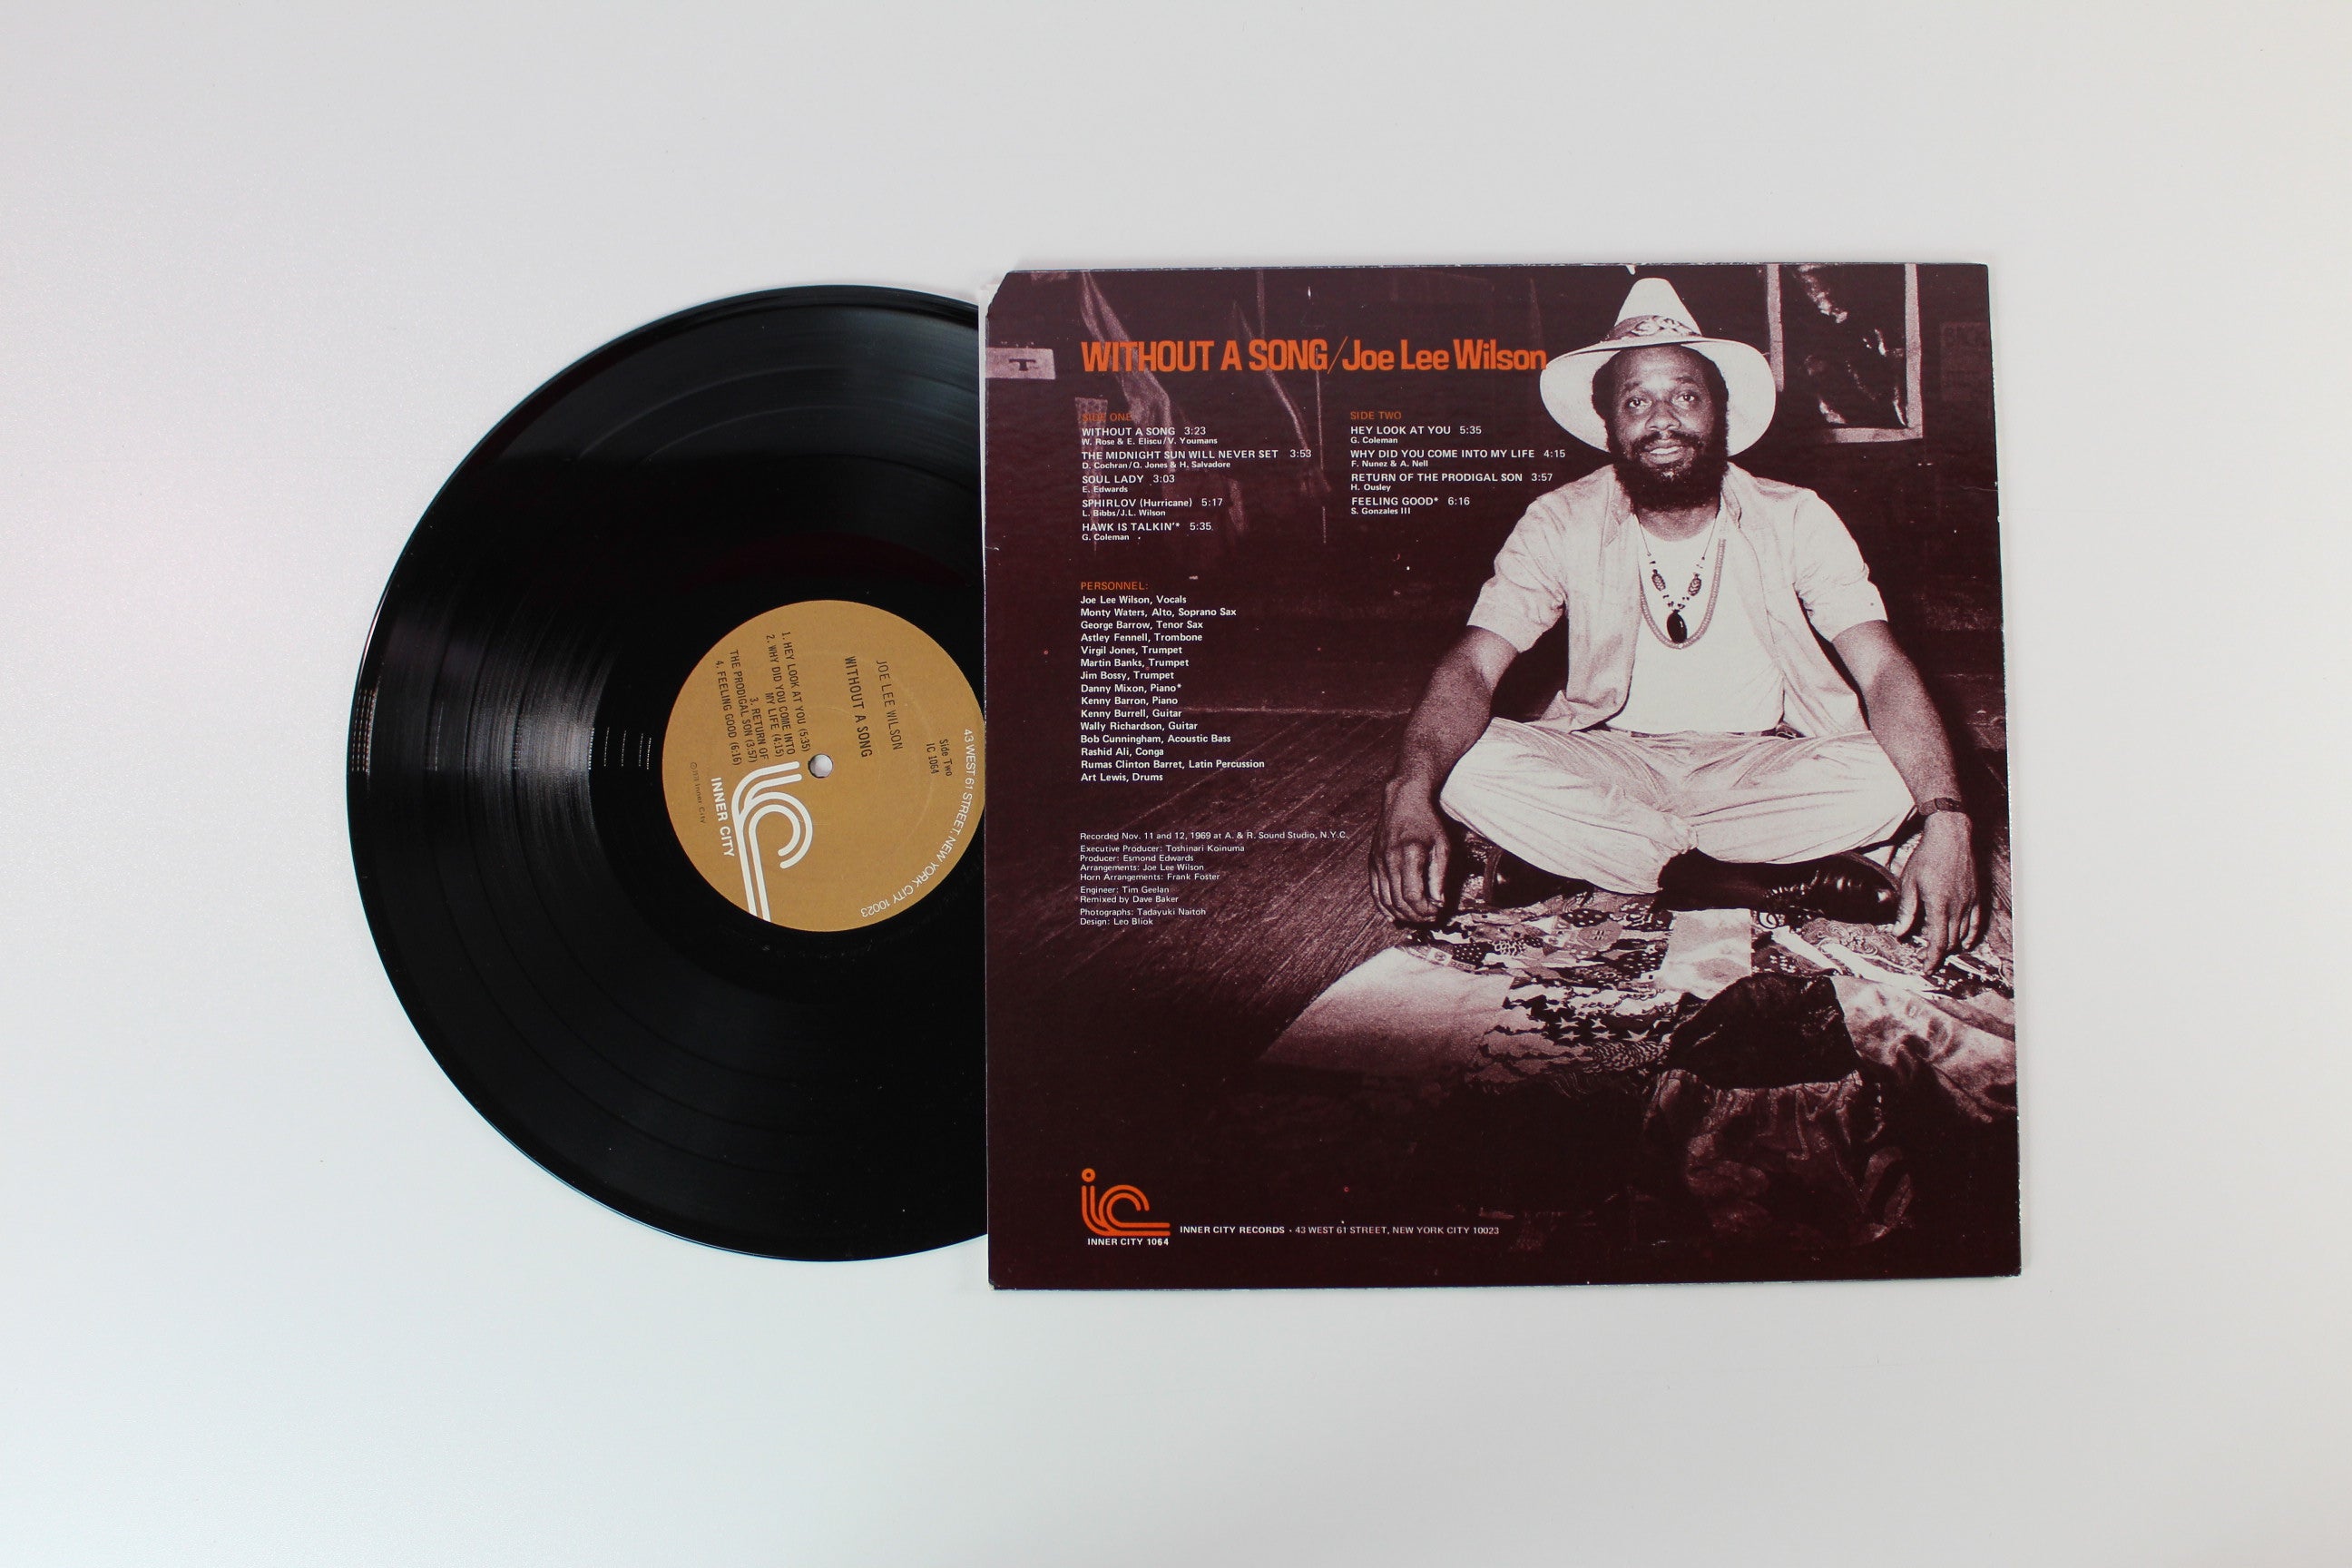 WITHOUT A SONG/Joe Lee Wilson
SIDE ONE
WITHOUT A SONG 3:23
W. Rose & E. Eliscu/V. Youmans
THE MIDNIGHT SUN WILL NEVER SET 3:53
D. Cochran/Q. Jones & H. Salvadore
SOUL LADY 3:03
E. Edwards
SPHIRLOV (Hurricane) 5:17
L. Bibbs/J.L. Wilson
HAWK IS TALKIN'* 5:35
G. Coleman
SIDE TWO
HEY LOOK AT YOU 5:35
G. Coleman
WHY DID YOU COME INTO MY LIFE 4:15
F. Nunez & A. Nell
RETURN OF THE PRODIGAL SON 3:57
H. Ousley
FEELING GOOD* 6:16
S. Gonzales III
PERSONNEL:
Joe Lee Wilson, Vocals
Monty Waters, Alto, Soprano Sax
George Barrow, Tenor Sax
Astley Fennell, Trombone
Virgil Jones, Trumpet
Martin Banks, Trumpet
Jim Bossy, Trumpet
Danny Mixon, Piano*
Kenny Barron, Piano
Kenny Burrell, Guitar
Wally Richardson, Guitar
Bob Cunningham, Acoustic Bass
Rashid Ali, Conga
Rumas Clinton Barret, Latin Percussion
Art Lewis, Drums
Recorded Nov. 11 and 12, 1969 at A. & R. Sound Studio, N.Y.C.
Executive Producer: Toshinari Koinuma
Producer: Esmond Edwards
Arrangements: Joe Lee Wilson
Horn Arrangements: Frank Foster
Engineer: Tim Geelan
Remixed by Dave Baker
Photographs: Tadayuki Naitoh
Design: Leo Bliok
ic
INNER CITY 1064
INNER CITY RECORDS • 43 WEST 61 STREET, NEW YORK CITY 10023
T
43 WEST 61 STREET, NEW YORK CITY 10023
Side Two
IC 1064
JOE LEE WILSON
WITHOUT A SONG
1. HEY LOOK AT YOU (5:35)
2. WHY DID YOU COME INTO
MY LIFE (4:15)
3. RETURN OF
THE PRODIGAL SON (3:57)
4. FEELING GOOD (6:16)
ic
INNER CITY
Inner City